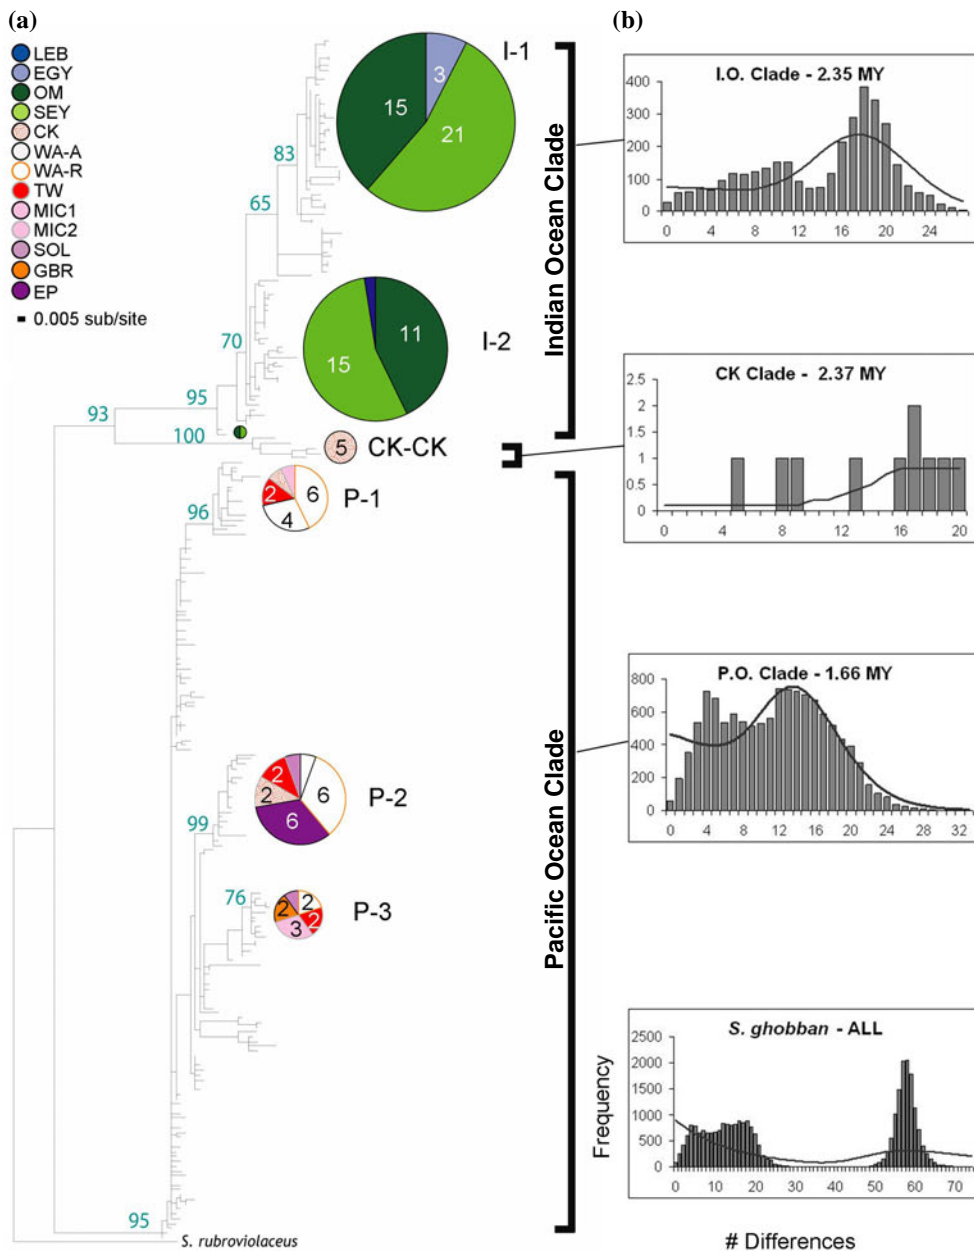 (a)
LEB
EGY
OM
SEY
CK
WA-A
WA-R
TW
MIC1
MIC2
SOL
GBR
EP
0.005 sub/site
I-1
15
3
21
83
65
I-2
11
15
70
95
93
100
5
CK-CK
P-1
2
6
4
96
P-2
2
2
6
6
99
76
P-3
2
2
2
3
95
S. rubroviolaceus
Indian Ocean Clade
Pacific Ocean Clade
(b)
I.O. Clade - 2.35 MY
400
300
200
100
0
0 4 8 12 16 20 24
CK Clade - 2.37 MY
2.5
2
1.5
1
0.5
0
0 4 8 12 16 20
P.O. Clade - 1.66 MY
800
600
400
200
0
0 4 8 12 16 20 24 28 32
S. ghobban - ALL
2500
2000
1500
1000
500
0
0 10 20 30 40 50 60 70
Frequency
# Differences